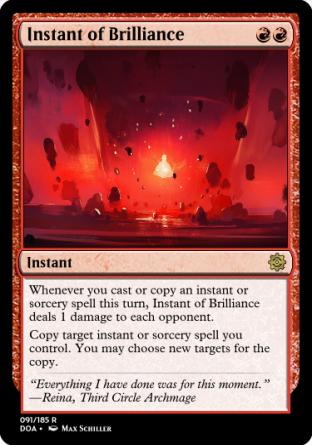 Instant of Brilliance
Instant
Whenever you cast or copy an instant or
sorcery spell this turn, Instant of Brilliance
deals 1 damage to each opponent.
Copy target instant or sorcery spell you
control. You may choose new targets for the
copy.
“Everything I have done was for this moment.”
—Reina, Third Circle Archmage
091/185 R
DOA • Max Schiller